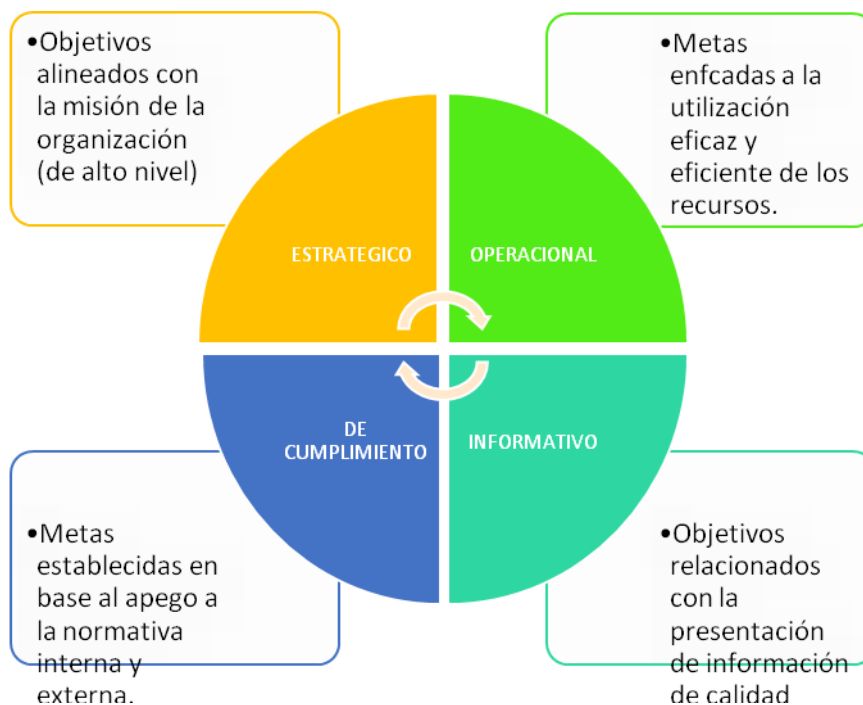 •Objetivos
alineados con
la misión de la
organización
(de alto nivel)
•Metas
enfcadas a la
utilización
eficaz y
eficiente de los
recursos.
ESTRATEGICO
OPERACIONAL
DE
CUMPLIMIENTO
INFORMATIVO
•Metas
establecidas en
base al apego a
la normativa
interna y
externa.
•Objetivos
relacionados
con la
presentación
de información
de calidad